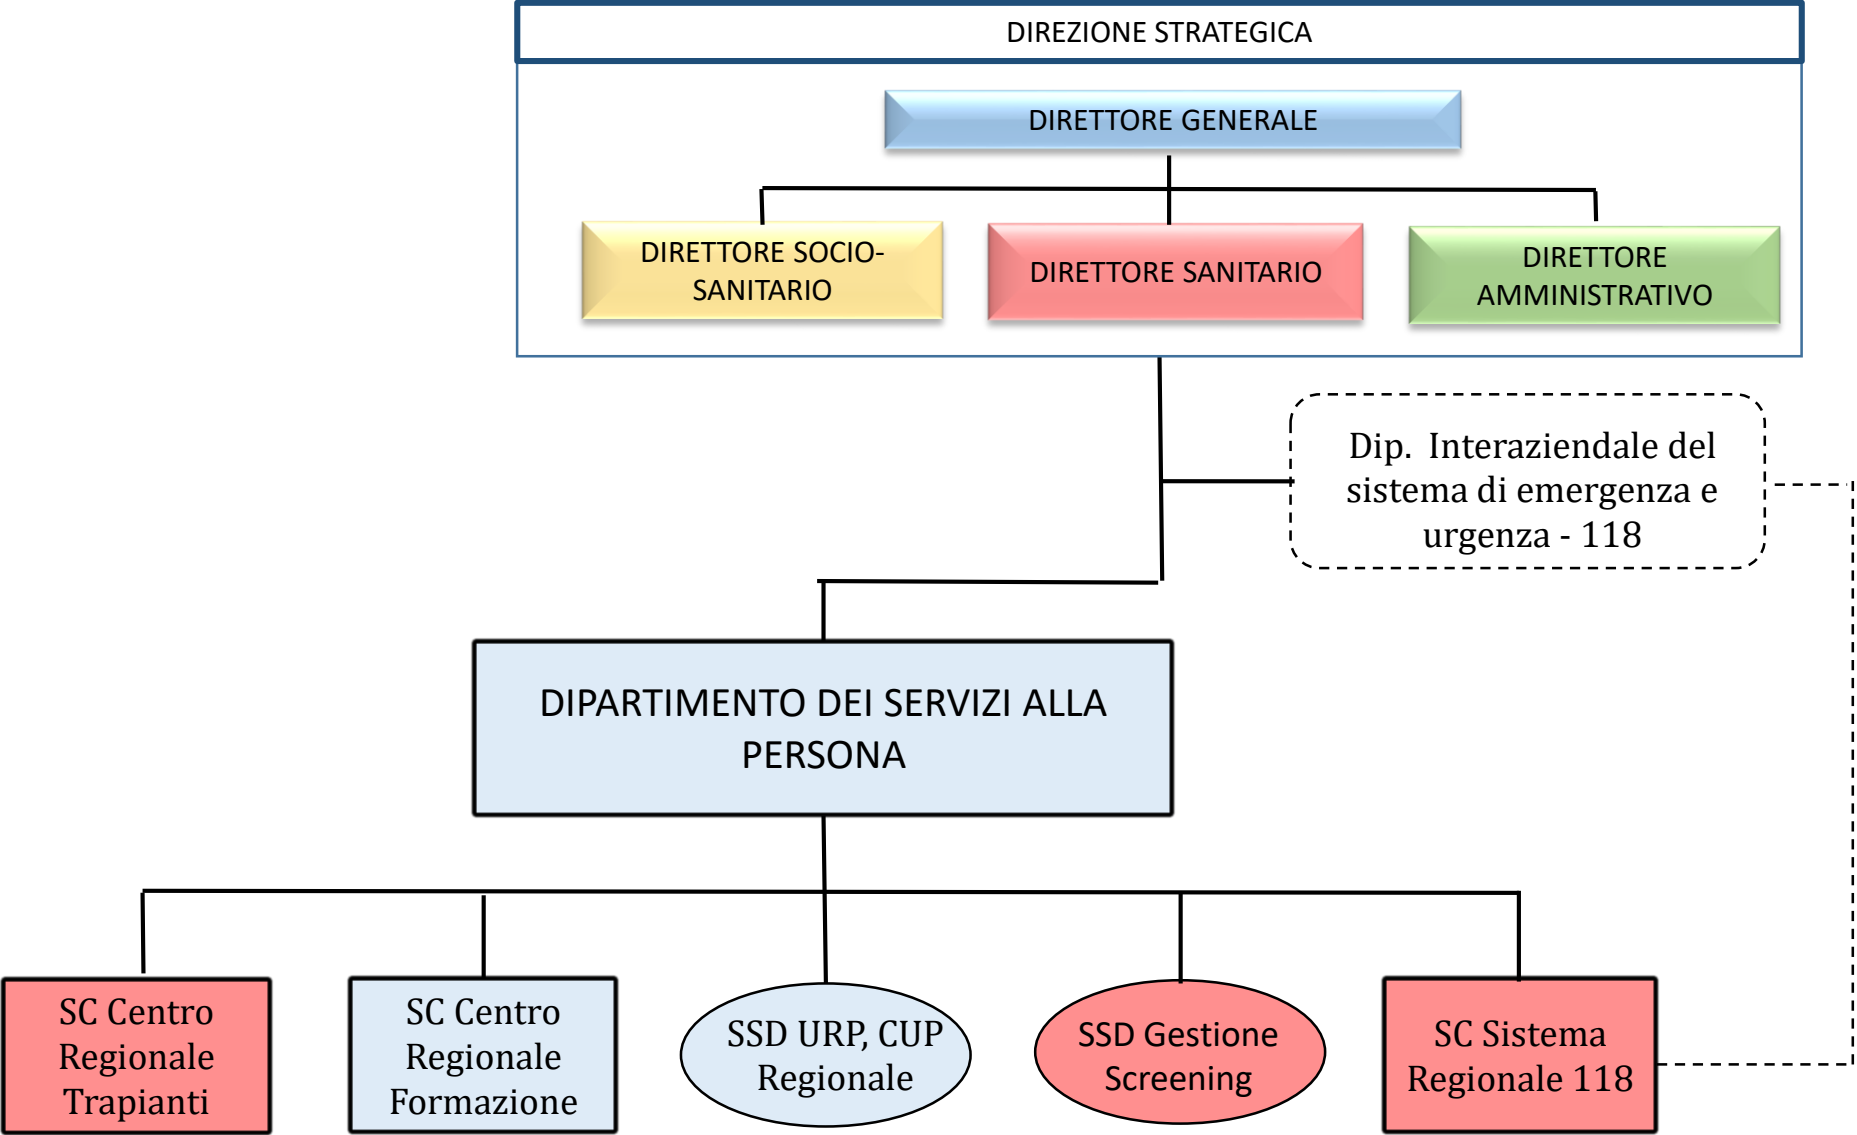 DIREZIONE STRATEGICA
DIRETTORE GENERALE
DIRETTORE SOCIO-
SANITARIO
DIRETTORE SANITARIO
DIRETTORE
AMMINISTRATIVO
Dip.  Interaziendale del
sistema di emergenza e
urgenza - 118
DIPARTIMENTO DEI SERVIZI ALLA
PERSONA
SC Centro
Regionale
Trapianti
SC Centro
Regionale
Formazione
SSD URP, CUP
Regionale
SSD Gestione
Screening
SC Sistema
Regionale 118